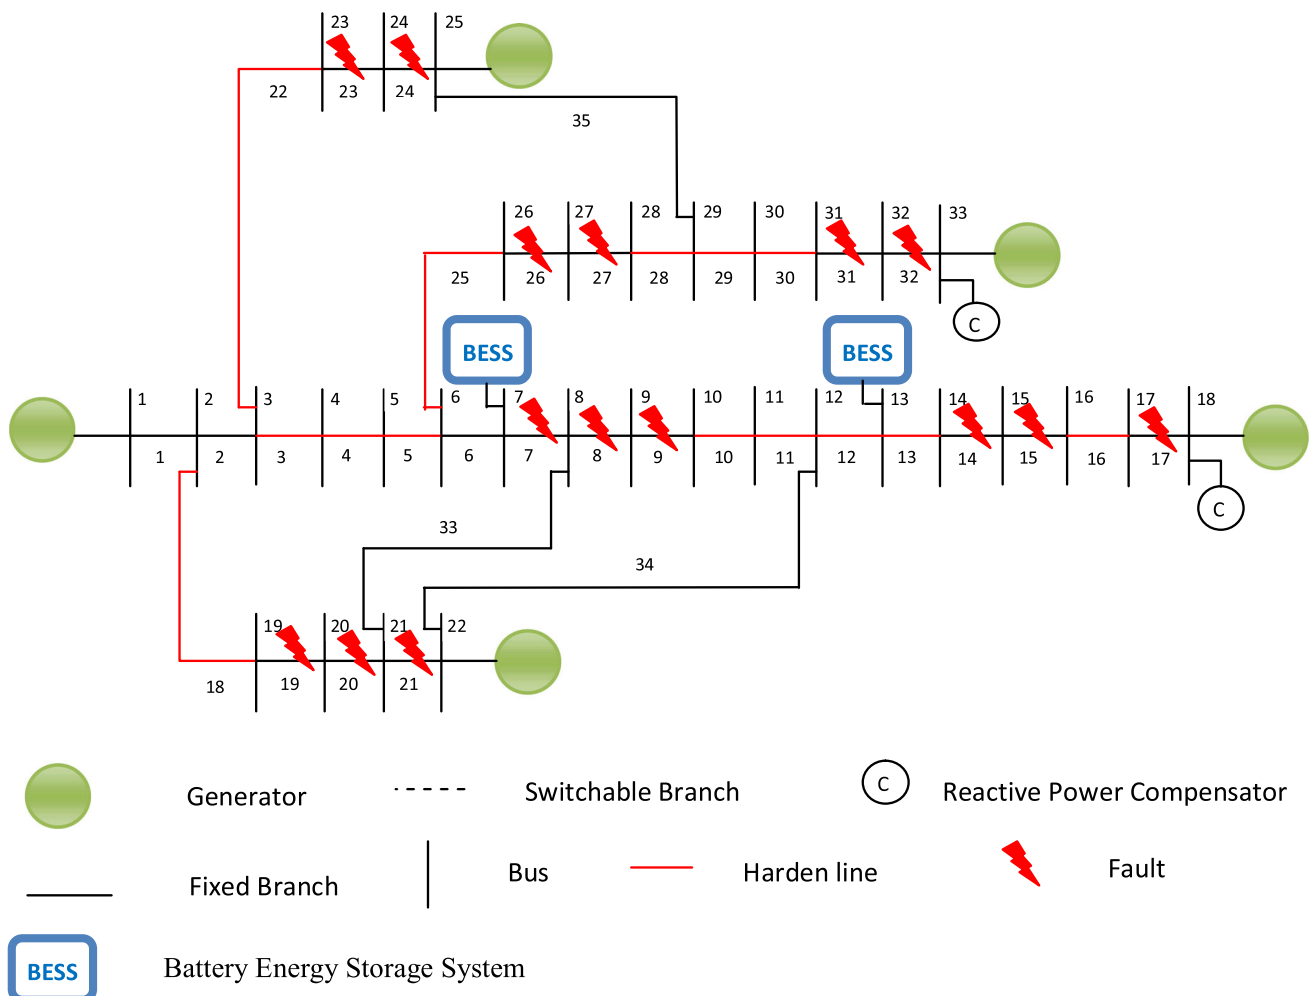 23 24 25
22 23 24
35
26 27 28 29 30 31 32 33
25 26 27 28 29 30 31 32
C
BESS BESS
1 2 3 4 5 6 7 8 9 10 11 12 13 14 15 16 17 18
1 2 3 4 5 6 7 8 9 10 11 12 13 14 15 16 17
C
33
34
19 20 21 22
18 19 20 21
Generator Switchable Branch C Reactive Power Compensator
Fixed Branch Bus Harden line Fault
BESS Battery Energy Storage System